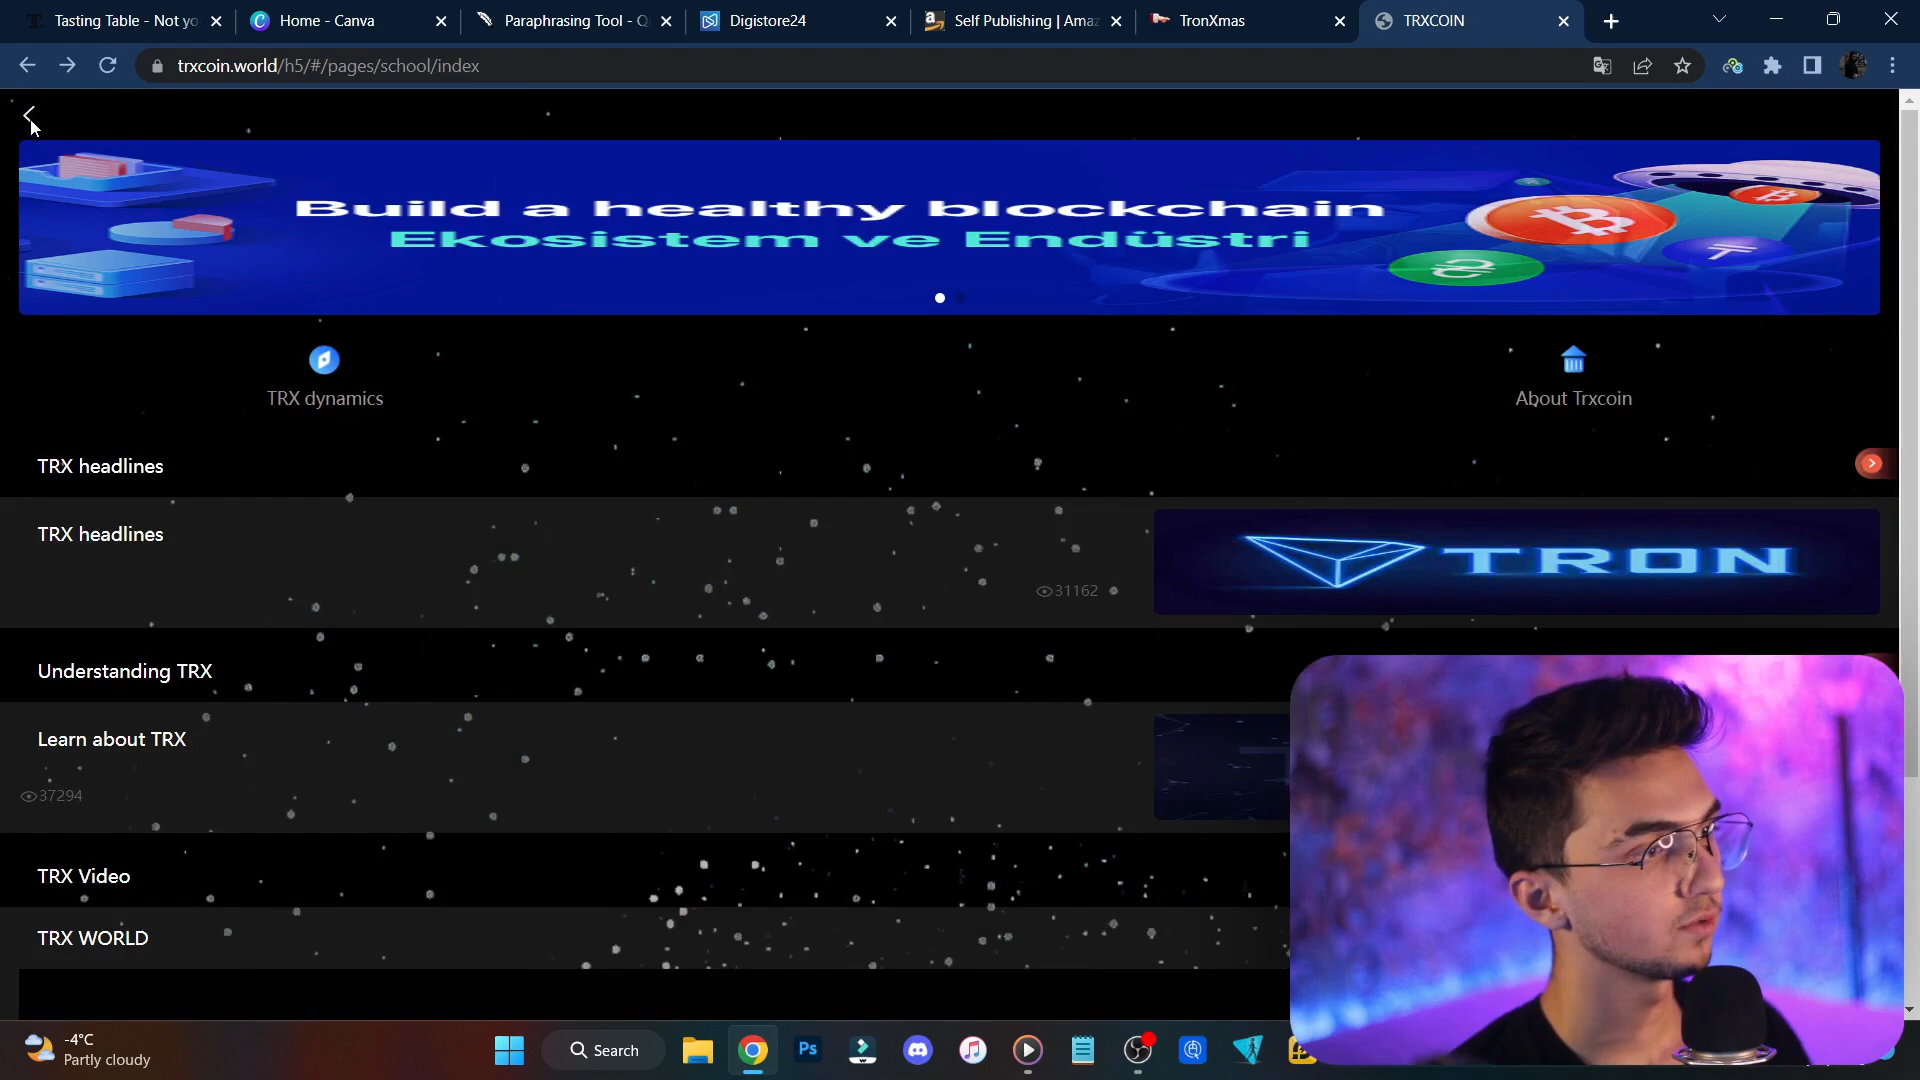 Tasting Table - Not yo
Home - Canva
Paraphrasing Tool - Q
Digistore24
Self Publishing | Amaz
TronXmas
TRXCOIN
trxcoin.world/h5/#/pages/school/index
Build a healthy blockchain
Ekosistem ve Endüstri
TRX dynamics
About Trxcoin
TRX headlines
TRX headlines
31162
TRON
Understanding TRX
Learn about TRX
37294
TRX Video
TRX WORLD
-4°C
Partly cloudy
Search
Ps